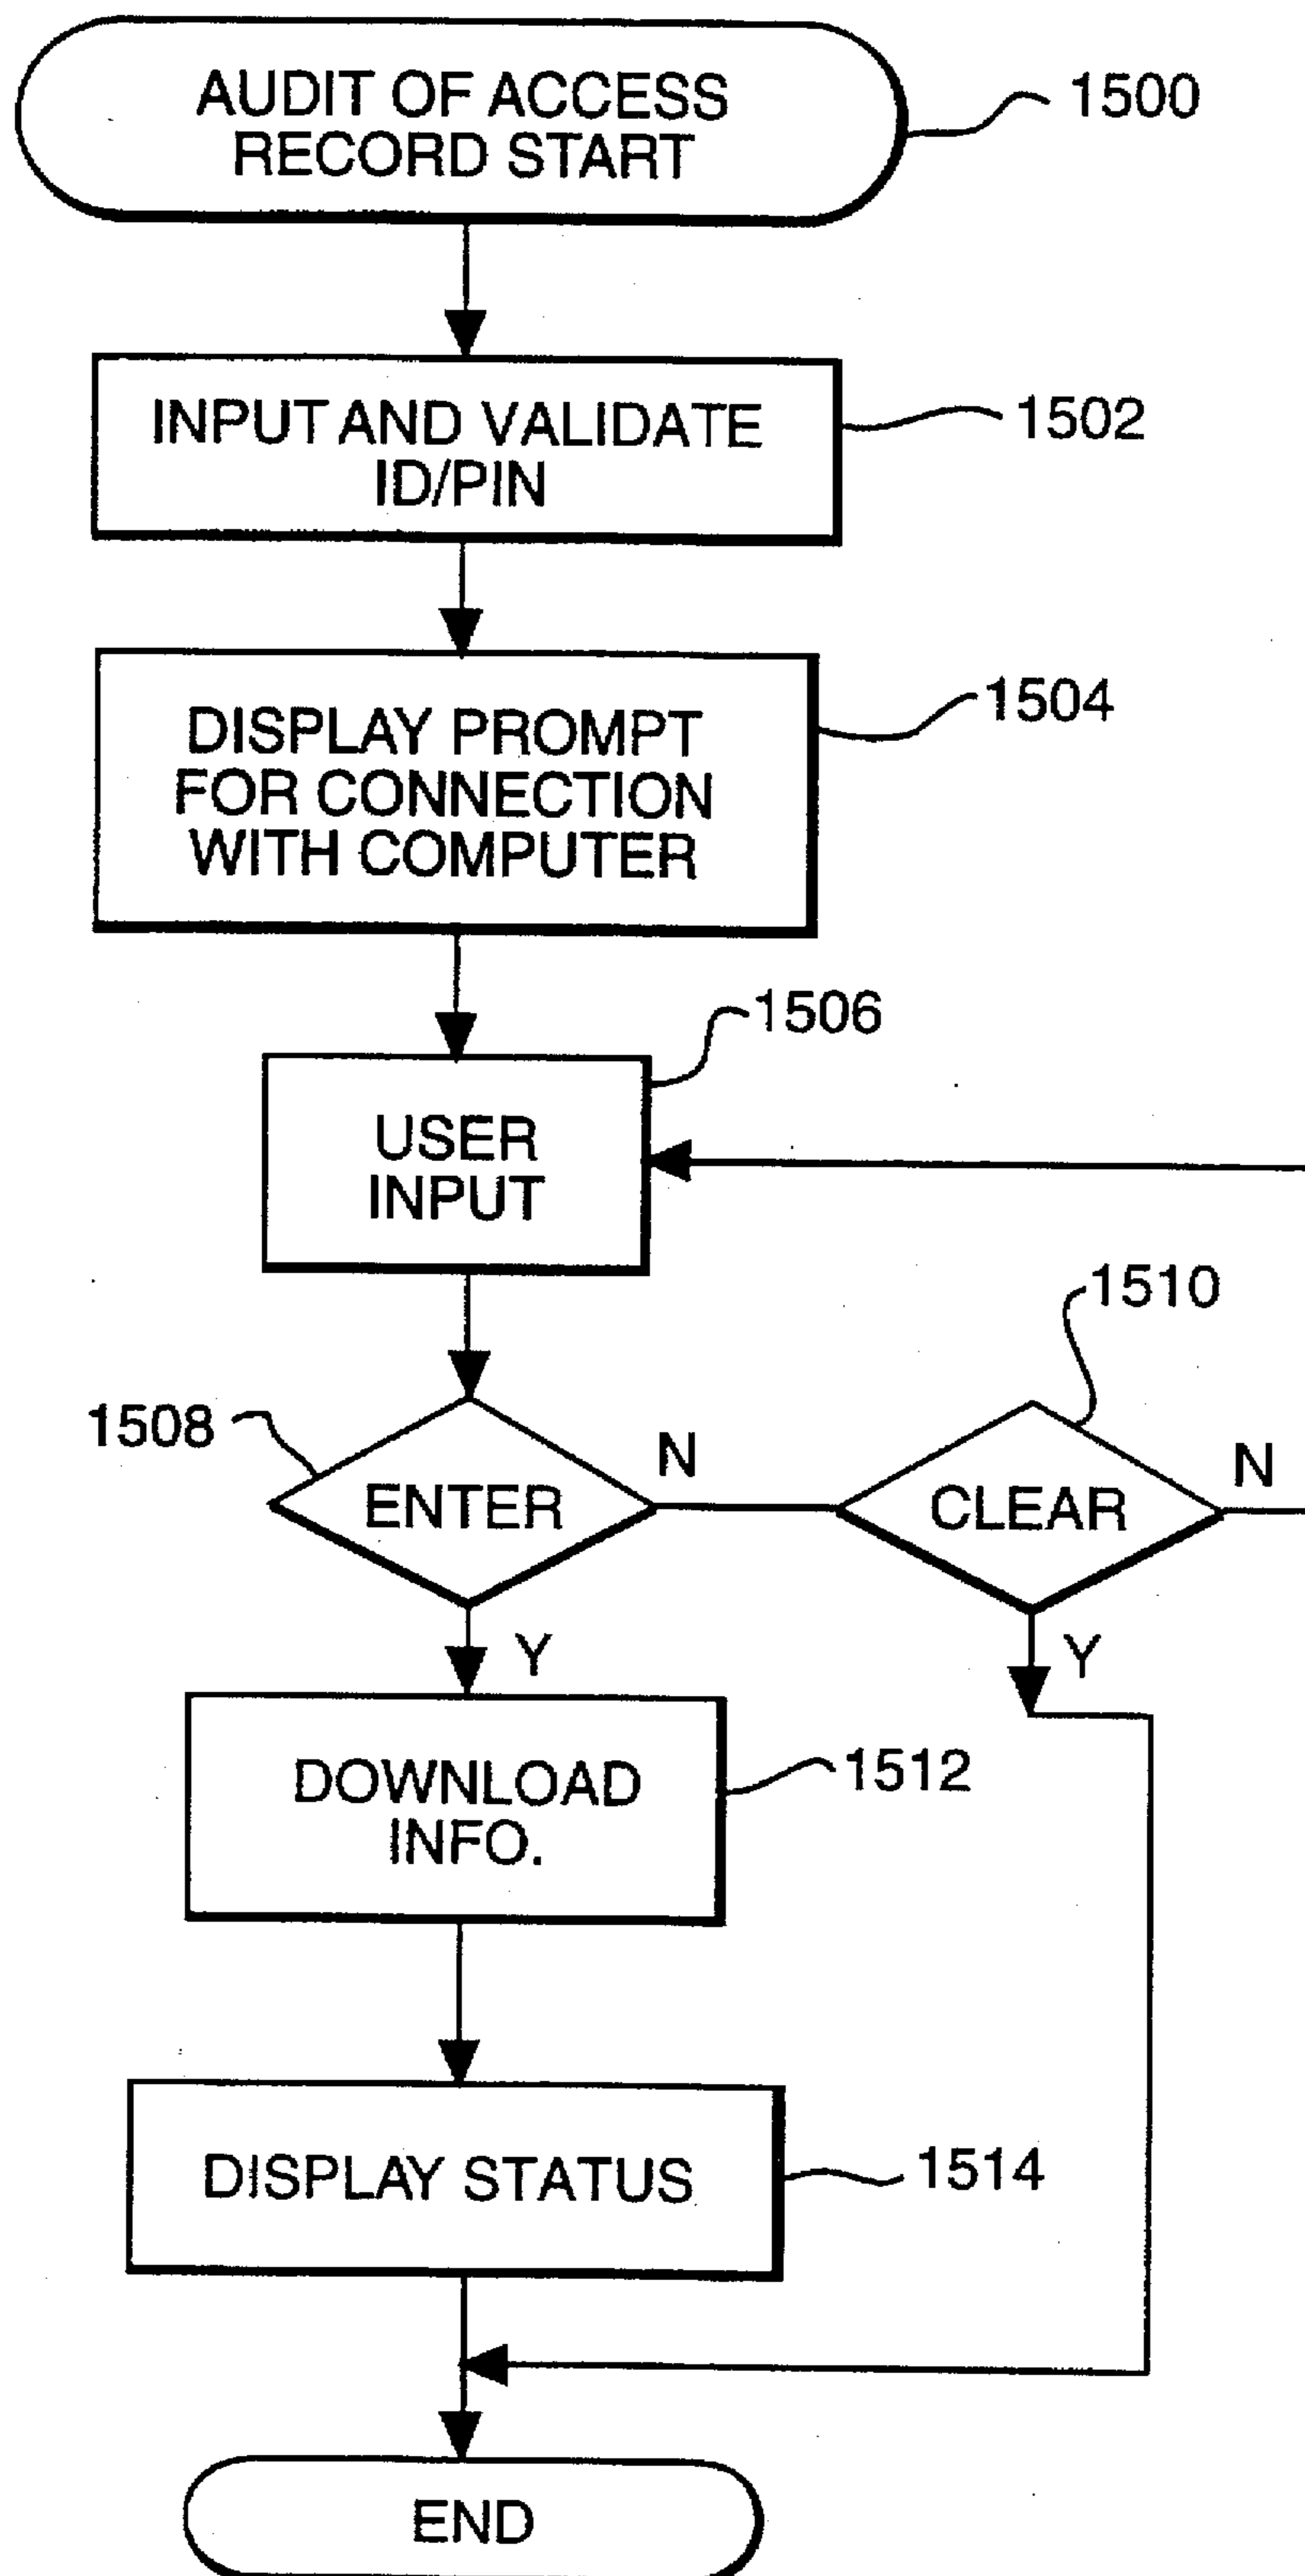 AUDIT OF ACCESS
RECORD START
1500
INPUT AND VALIDATE
ID/PIN
1502
DISPLAY PROMPT
FOR CONNECTION
WITH COMPUTER
1504
USER
INPUT
1506
1508
ENTER
N
Y
1510
CLEAR
N
Y
DOWNLOAD
INFO.
1512
DISPLAY STATUS
1514
END